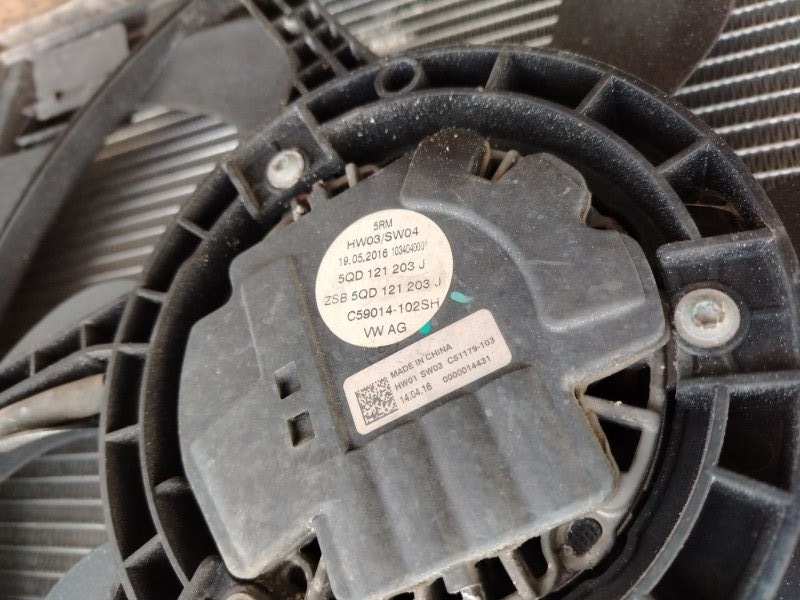 5RM
HW03/SW04
19.05.2016
5QD 121 203 J
ZSB 5QD 121 203 J
C59014-102SH
VW AG
MADE IN CHINA
HW01 SW03 CS1179-103
14.04.16 0000014431